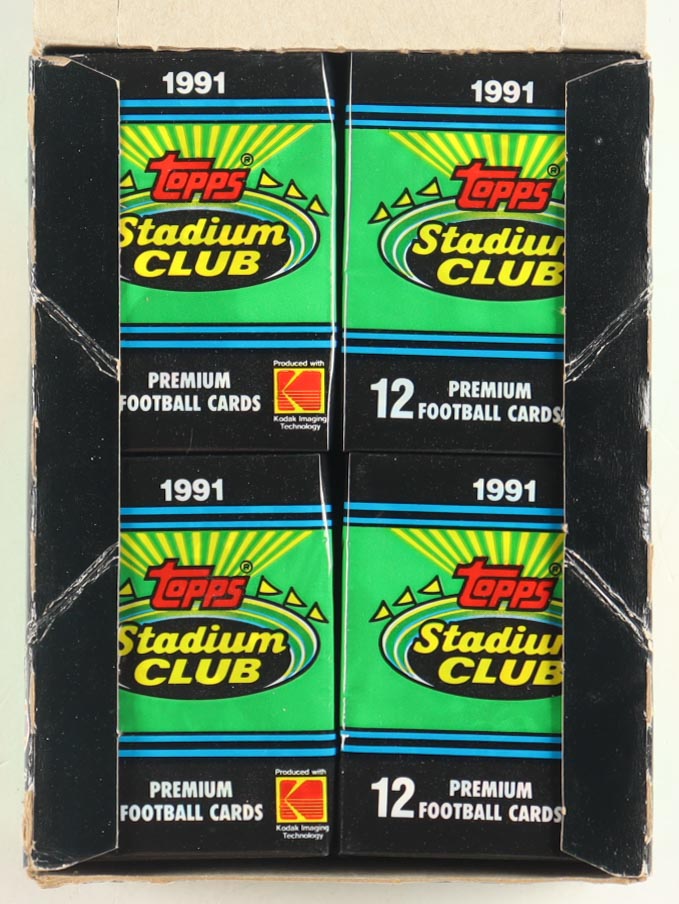 1991
TOPPS®
Stadium
CLUB
PREMIUM
FOOTBALL CARDS
Produced with
K
Kodak Imaging
Technology
1991
TOPPS®
Stadiu
CLUB
12 PREMIUM
FOOTBALL CARDS
1991
TOPPS®
Stadium
CLUB
PREMIUM
FOOTBALL CARDS
Produced with
K
Kodak Imaging
Technology
1991
TOPPS®
Stadiu
CLUB
12 PREMIUM
FOOTBALL CARDS